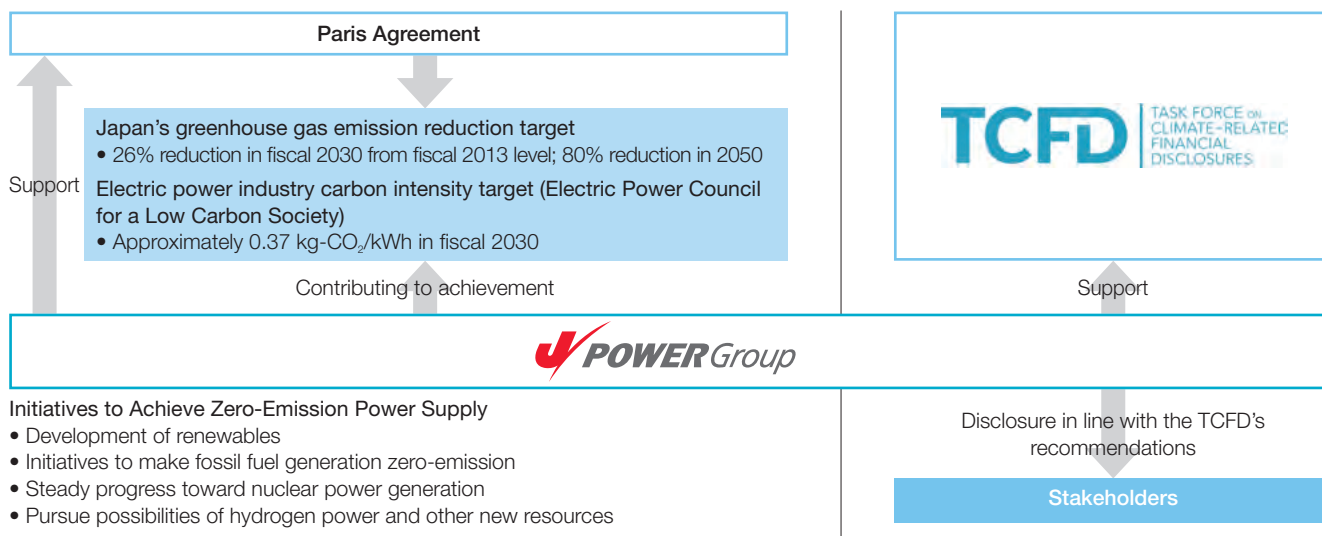 Paris Agreement
Japan’s greenhouse gas emission reduction target
• 26% reduction in fiscal 2030 from fiscal 2013 level; 80% reduction in 2050
Support
Electric power industry carbon intensity target (Electric Power Council
for a Low Carbon Society)
• Approximately 0.37 kg-CO₂/kWh in fiscal 2030
Contributing to achievement
TCFD
TASK FORCE ON
CLIMATE-RELATED
FINANCIAL
DISCLOSURES
Support
J POWER Group
Initiatives to Achieve Zero-Emission Power Supply
• Development of renewables
• Initiatives to make fossil fuel generation zero-emission
• Steady progress toward nuclear power generation
• Pursue possibilities of hydrogen power and other new resources
Disclosure in line with the TCFD’s
recommendations
Stakeholders